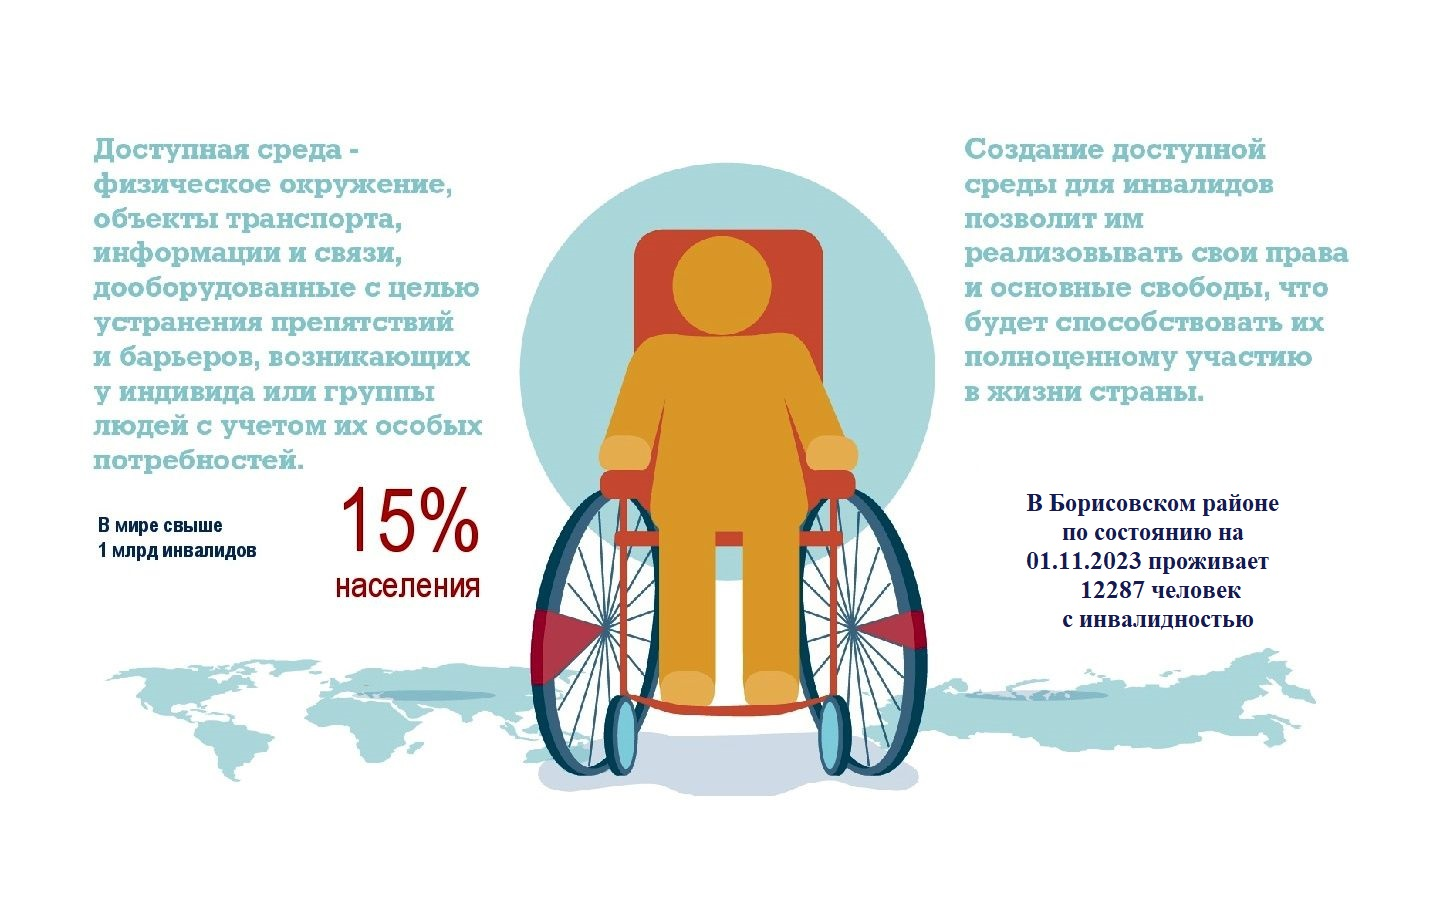 Доступная среда -
физическое окружение,
объекты транспорта,
информации и связи,
дооборудованные с целью
устранения препятствий
и барьеров, возникающих
у индивида или группы
людей с учетом их особых
потребностей.
В мире свыше
1 млрд инвалидов
15%
населения
Создание доступной
среды для инвалидов
позволит им
реализовывать свои права
и основные свободы, что
будет способствовать их
полноценному участию
в жизни страны.
В Борисовском районе
по состоянию на
01.11.2023 проживает
12287 человек
с инвалидностью